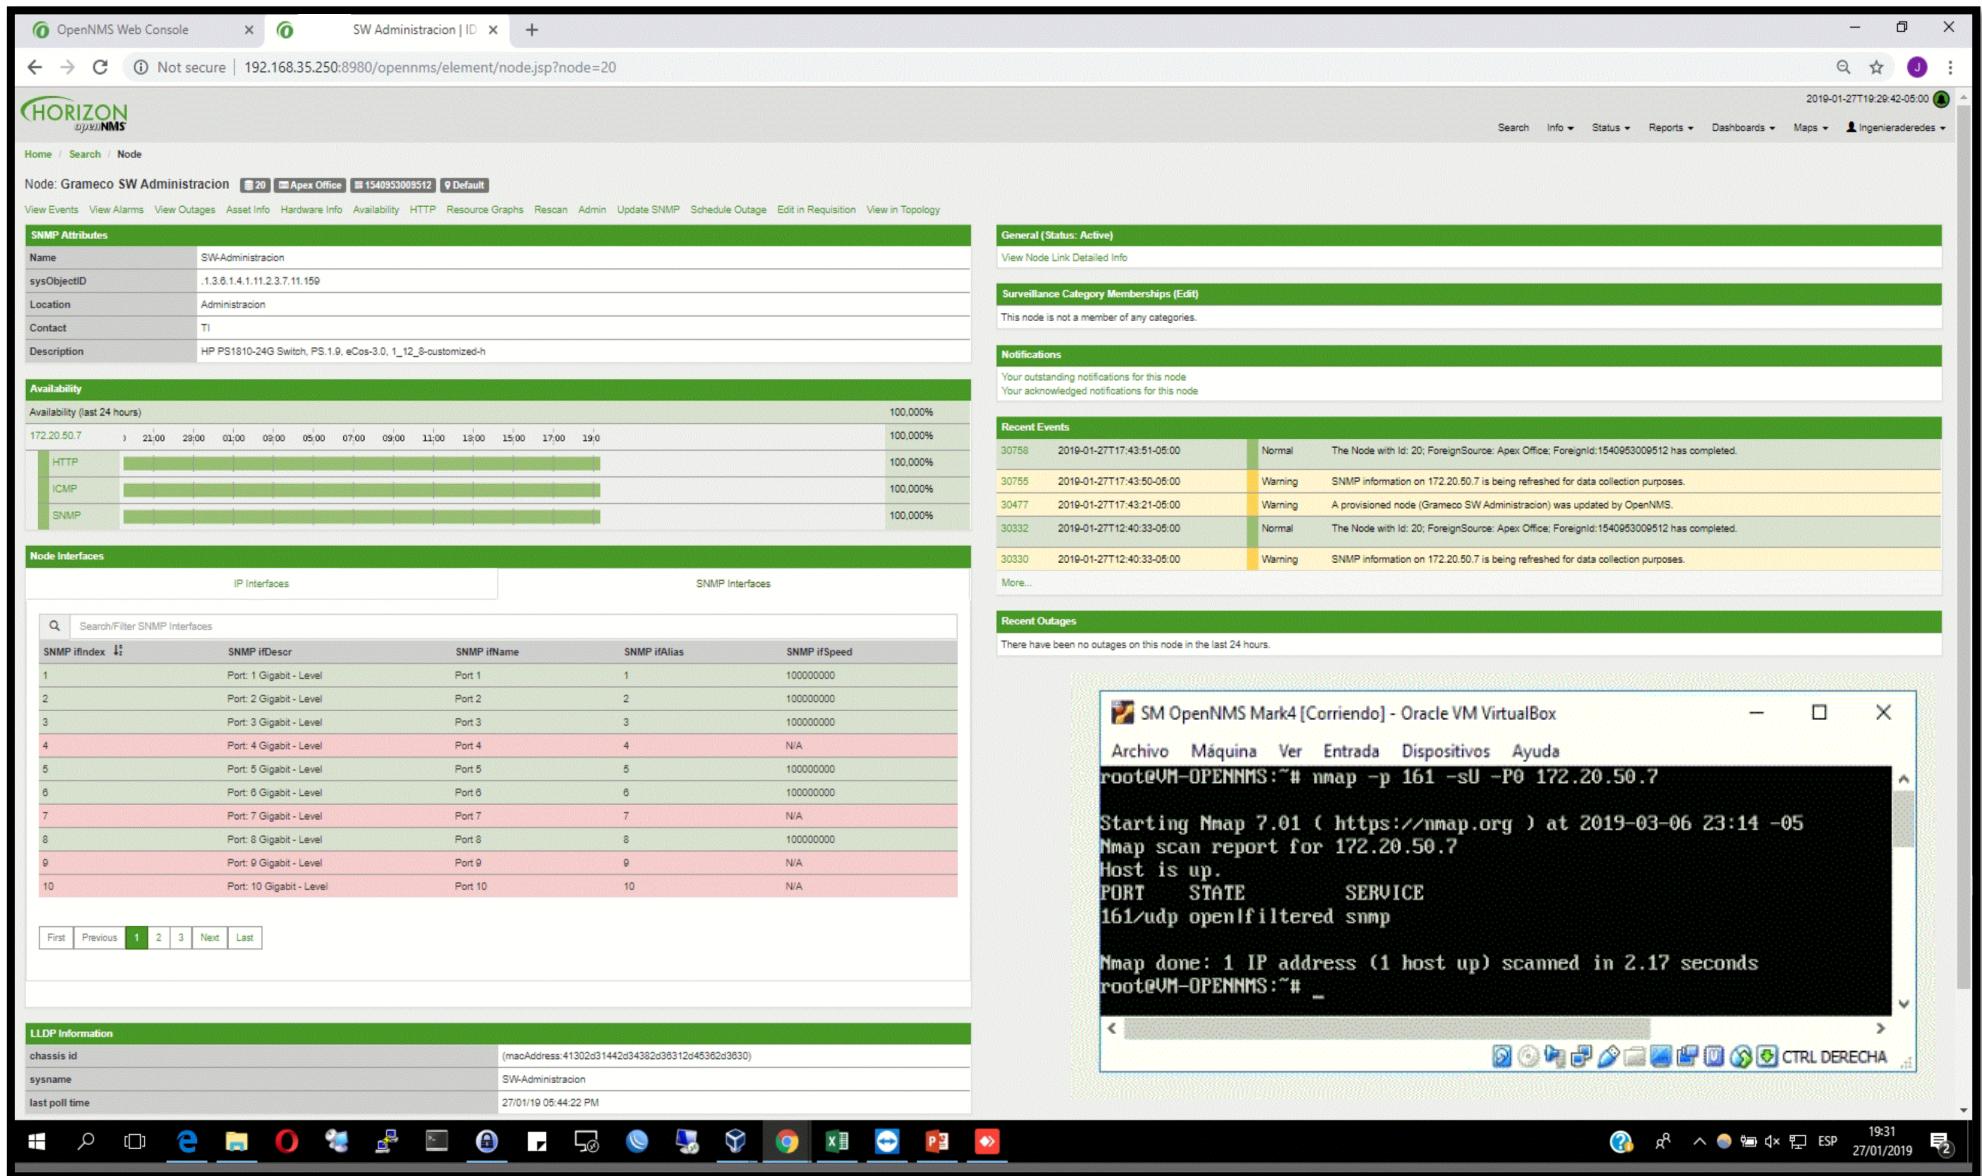 OpenNMS Web Console
SW Administracion | ID
Not secure | 192.168.35.250:8980/opennms/element/node.jsp?node=20
J
HORIZON
openNMS
2019-01-27T19:29:42-05:00
Search Info Status Reports Dashboards Maps Ingenieraderedes
Home / Search / Node
Node: Grameco SW Administracion 20 Apex Office 1540953009512 Default
View Events View Alarms View Outages Asset Info Hardware Info Availability HTTP Resource Graphs Rescan Admin Update SNMP Schedule Outage Edit in Requisition View in Topology
SNMP Attributes
Name SW-Administracion
sysObjectID .1.3.6.1.4.1.11.2.3.7.11.159
Location Administracion
Contact TI
Description HP PS1810-24G Switch, PS.1.9, eCos-3.0, 1_12_8-customized-h
Availability
Availability (last 24 hours) 100,000%
172.20.50.7 21:00 23:00 01:00 03:00 05:00 07:00 09:00 11:00 13:00 15:00 17:00 19:0 100,000%
HTTP 100,000%
ICMP 100,000%
SNMP 100,000%
Node Interfaces
IP Interfaces SNMP Interfaces
Search/Filter SNMP Interfaces
SNMP ifIndex SNMP ifDescr SNMP ifName SNMP ifAlias SNMP ifSpeed
1 Port: 1 Gigabit - Level Port 1 1 100000000
2 Port: 2 Gigabit - Level Port 2 2 100000000
3 Port: 3 Gigabit - Level Port 3 3 100000000
4 Port: 4 Gigabit - Level Port 4 4 N/A
5 Port: 5 Gigabit - Level Port 5 5 100000000
6 Port: 6 Gigabit - Level Port 6 6 100000000
7 Port: 7 Gigabit - Level Port 7 7 N/A
8 Port: 8 Gigabit - Level Port 8 8 100000000
9 Port: 9 Gigabit - Level Port 9 9 N/A
10 Port: 10 Gigabit - Level Port 10 10 N/A
First Previous 1 2 3 Next Last
LLDP Information
chassis id (macAddress:41302d31442d34382d36312d45362d3630)
sysname SW-Administracion
last poll time 27/01/19 05:44:22 PM
General (Status: Active)
View Node Link Detailed Info
Surveillance Category Memberships (Edit)
This node is not a member of any categories.
Notifications
Your outstanding notifications for this node
Your acknowledged notifications for this node
Recent Events
30758 2019-01-27T17:43:51-05:00 Normal The Node with Id: 20; ForeignSource: Apex Office; ForeignId:1540953009512 has completed.
30755 2019-01-27T17:43:50-05:00 Warning SNMP information on 172.20.50.7 is being refreshed for data collection purposes.
30477 2019-01-27T17:43:21-05:00 Warning A provisioned node (Grameco SW Administracion) was updated by OpenNMS.
30332 2019-01-27T12:40:33-05:00 Normal The Node with Id: 20; ForeignSource: Apex Office; ForeignId:1540953009512 has completed.
30330 2019-01-27T12:40:33-05:00 Warning SNMP information on 172.20.50.7 is being refreshed for data collection purposes.
More...
Recent Outages
There have been no outages on this node in the last 24 hours.
SM OpenNMS Mark4 [Corriendo] - Oracle VM VirtualBox
Archivo Máquina Ver Entrada Dispositivos Ayuda
root@VM-OPENNMS:~# nmap -p 161 -sU -P0 172.20.50.7
Starting Nmap 7.01 ( https://nmap.org ) at 2019-03-06 23:14 -05
Nmap scan report for 172.20.50.7
Host is up.
PORT STATE SERVICE
161/udp open|filtered snmp
Nmap done: 1 IP address (1 host up) scanned in 2.17 seconds
root@VM-OPENNMS:~# _
CTRL DERECHA
ESP
19:31
27/01/2019
2